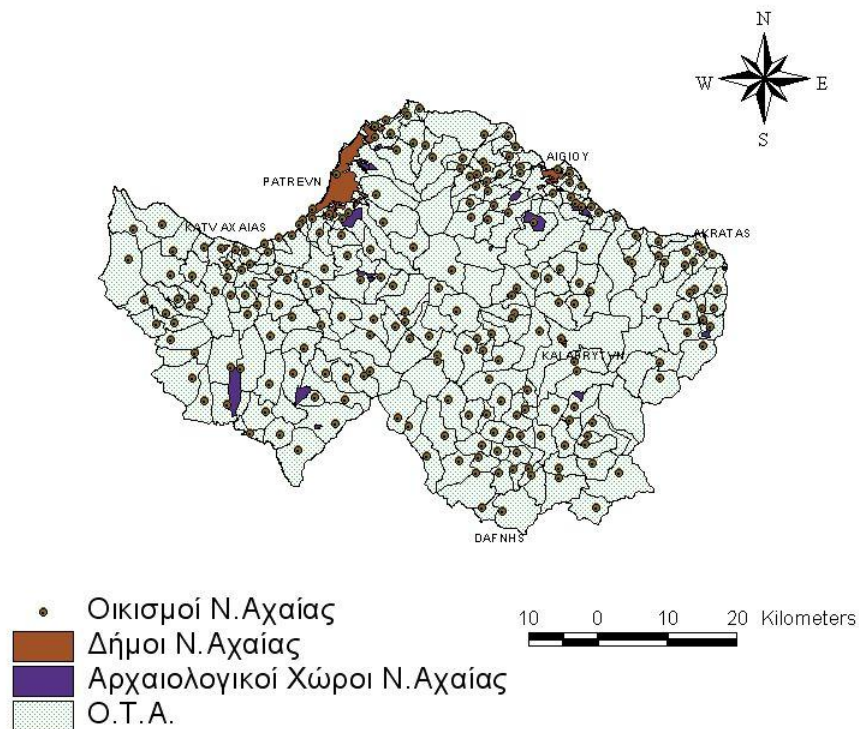 N
W E
S
AIGIOY
PATREVN
KATV AXAIAS
AKRATAS
KALABRYTVN
DAFNHS
Οικισμοί Ν.Αχαίας
Δήμοι Ν.Αχαίας
Αρχαιολογικοί Χώροι Ν.Αχαίας
Ο.Τ.Α.
10 0 10 20 Kilometers